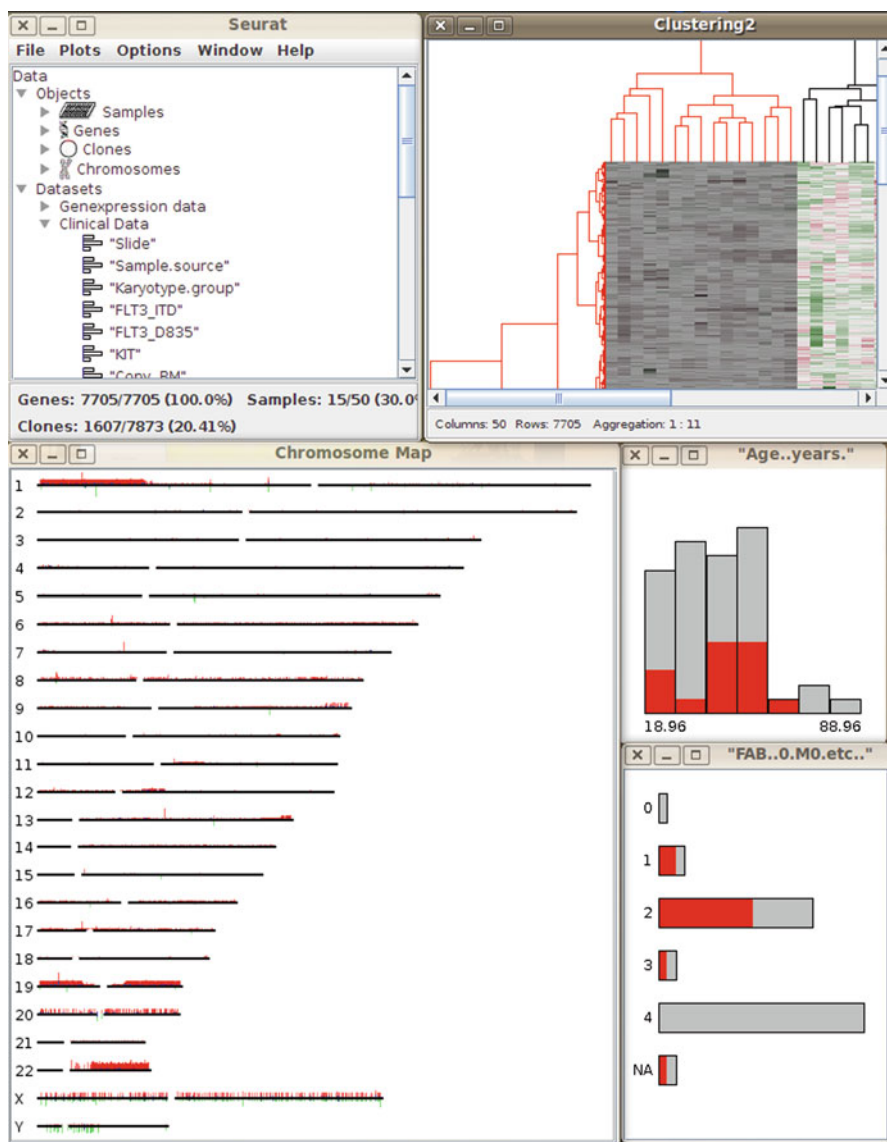 Seurat
File Plots Options Window Help
Data
Objects
Samples
Genes
Clones
Chromosomes
Datasets
Genexpression data
Clinical Data
"Slide"
"Sample.source"
"Karyotype.group"
"FLT3_ITD"
"FLT3_D835"
"KIT"
"Copy_BM"
Genes: 7705/7705 (100.0%) Samples: 15/50 (30.0%
Clones: 1607/7873 (20.41%)
Clustering2
Columns: 50 Rows: 7705 Aggregation: 1 : 11
Chromosome Map
1
2
3
4
5
6
7
8
9
10
11
12
13
14
15
16
17
18
19
20
21
22
X
Y
"Age..years."
18.96 88.96
"FAB..0.M0.etc.."
0
1
2
3
4
NA